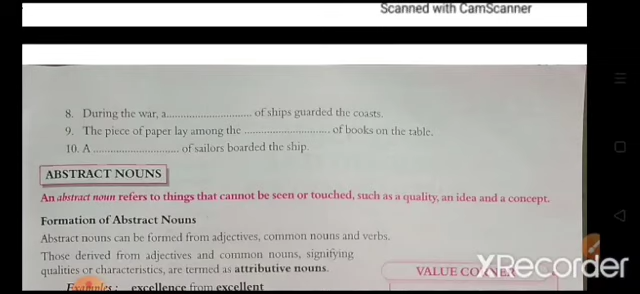 Scanned with CamScanner
8. During the war, a.............................. of ships guarded the coasts.
9. The piece of paper lay among the .............................. of books on the table.
10. A .............................. of sailors boarded the ship.
ABSTRACT NOUNS
An abstract noun refers to things that cannot be seen or touched, such as a quality, an idea and a concept.
Formation of Abstract Nouns
Abstract nouns can be formed from adjectives, common nouns and verbs.
Those derived from adjectives and common nouns, signifying
qualities or characteristics, are termed as attributive nouns.
VALUE CORNER
XRecorder
Examples : excellence from excellent